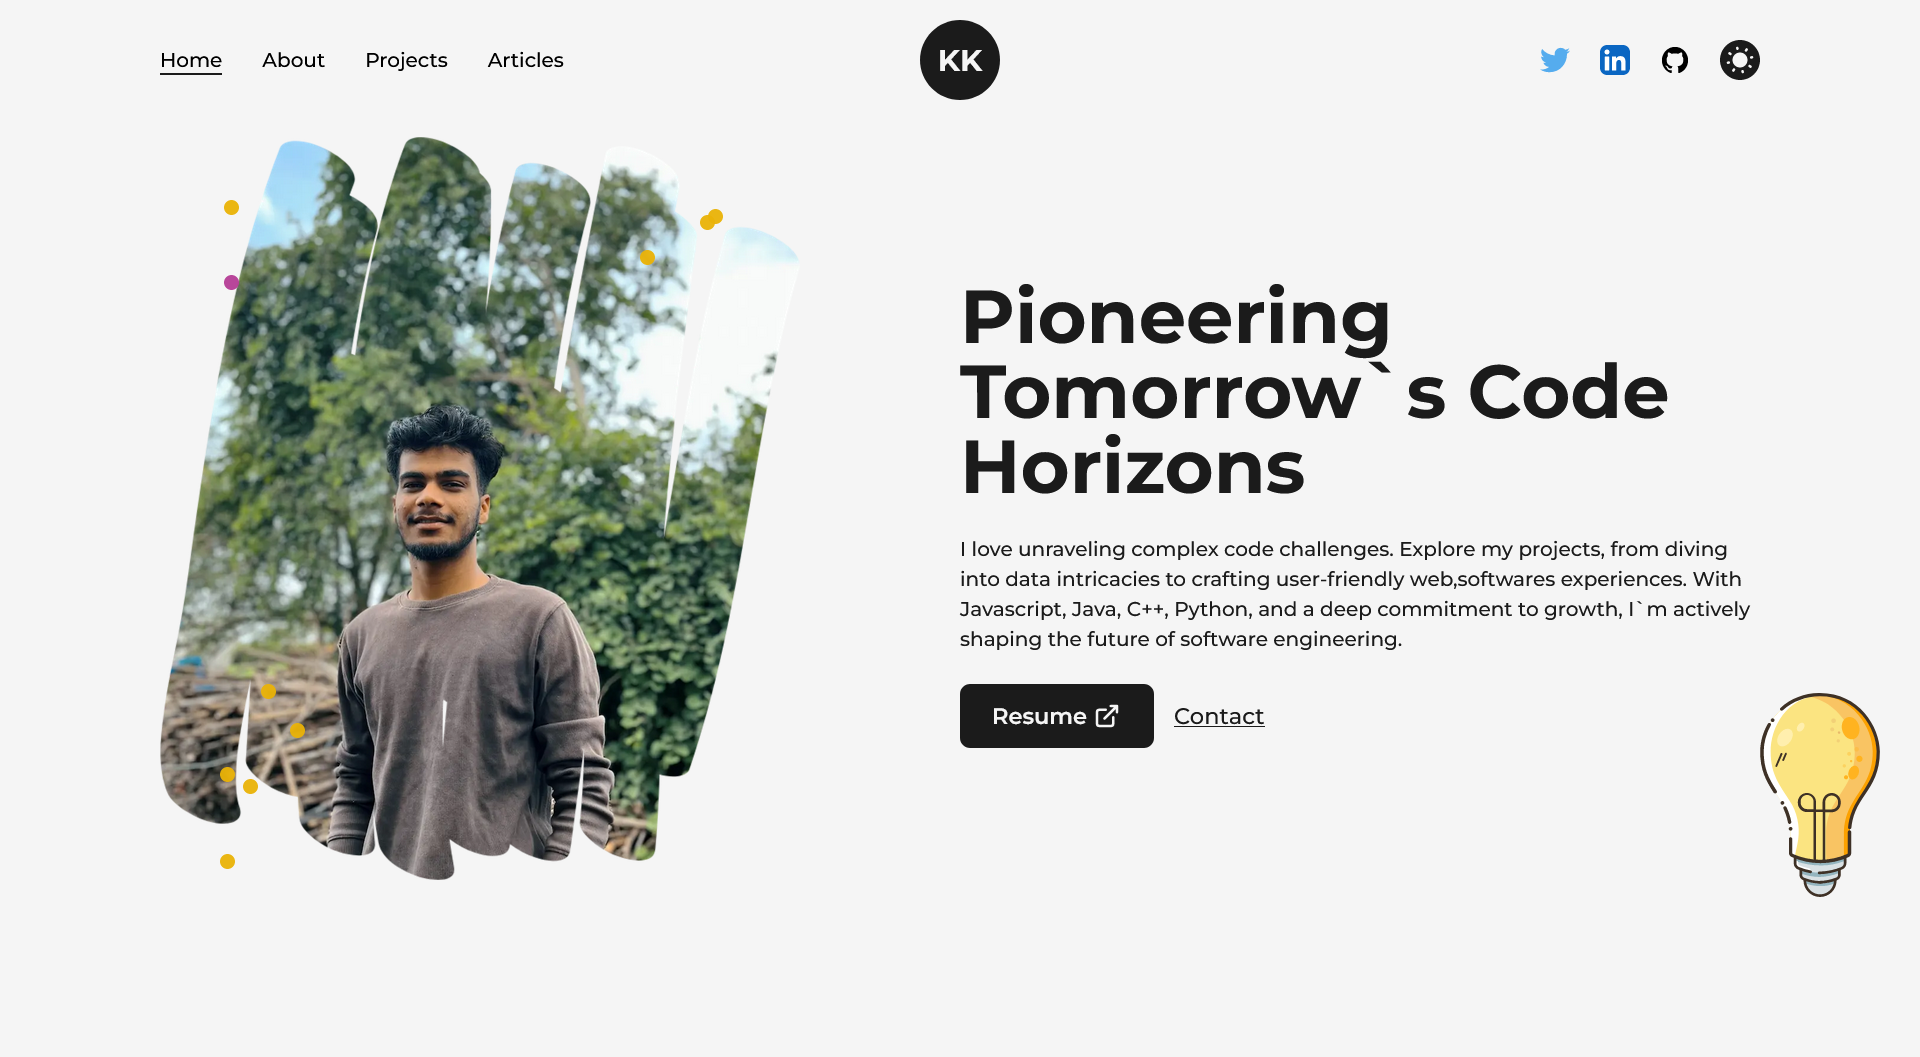 Home About Projects Articles
KK
in
Pioneering
Tomorrow`s Code
Horizons
I love unraveling complex code challenges. Explore my projects, from diving
into data intricacies to crafting user-friendly web,softwares experiences. With
Javascript, Java, C++, Python, and a deep commitment to growth, I`m actively
shaping the future of software engineering.
Resume Contact